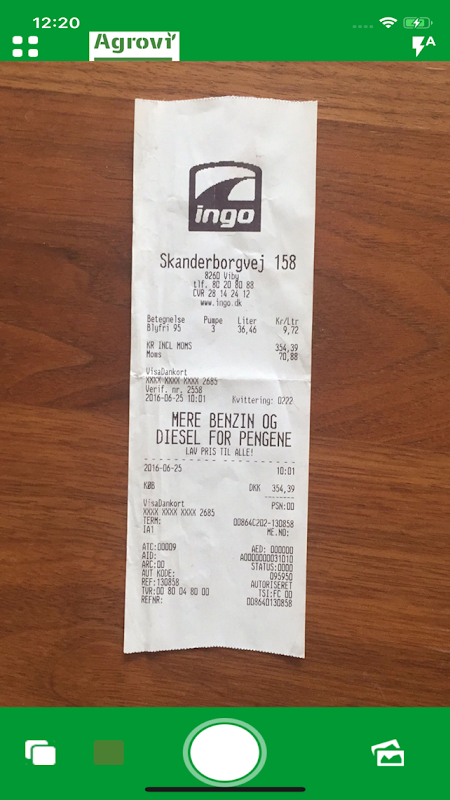 12:20
Agrovi
A
ingo
Skanderborgvej 158
8260 Viby
tlf. 80 20 80 88
CVR 28 14 24 12
www.ingo.dk
Betegnelse Pumpe Liter Kr/Ltr
Blyfri 95 3 36,46 9,72
KR INCL MOMS 354,39
Moms 70,88
VisaDankort
XXXX XXXX XXXX 2685
Verif. nr. 2558
2016-06-25 10:01 Kvittering: 0222
MERE BENZIN OG
DIESEL FOR PENGENE
LAV PRIS TIL ALLE!
2016-06-25 10:01
KØB DKK 354,39
PSN:00
VisaDankort
XXXX XXXX XXXX 2685
TERM: 00864C202-130858
IA1 ME.NO:
ATC:00009 AED: 000000
AID: A0000000031010
ARC:00 STATUS:0000
AUT KODE: 095950
REF:130858 AUTORISERET
TVR:00 80 04 80 00 TSI:FC 00
REFNR: 008640130858